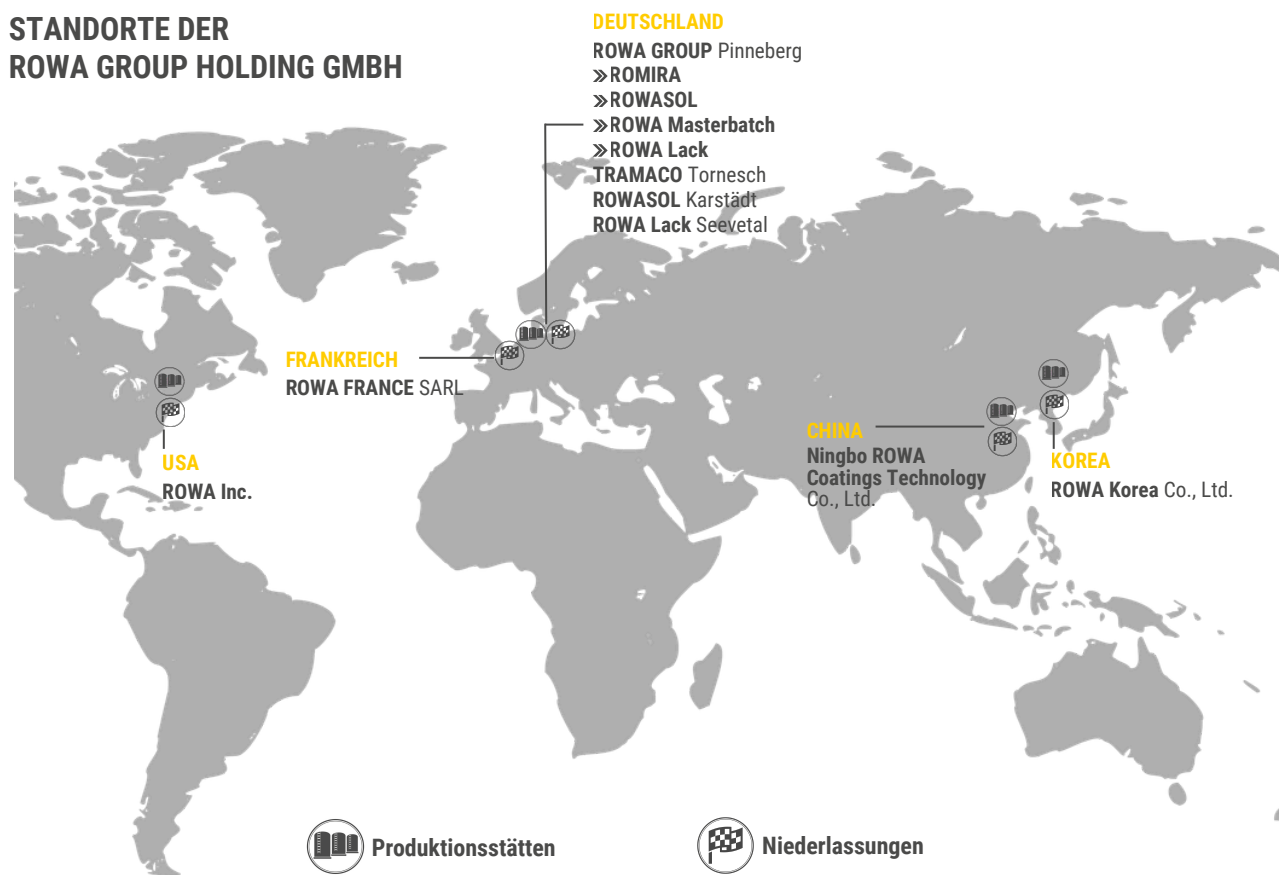 STANDORTE DER
ROWA GROUP HOLDING GMBH
DEUTSCHLAND
ROWA GROUP Pinneberg
»ROMIRA
»ROWASOL
»ROWA Masterbatch
»ROWA Lack
TRAMACO Tornesch
ROWASOL Karstädt
ROWA Lack Seevetal
FRANKREICH
ROWA FRANCE SARL
USA
ROWA Inc.
CHINA
Ningbo ROWA
Coatings Technology
Co., Ltd.
KOREA
ROWA Korea Co., Ltd.
Produktionsstätten
Niederlassungen